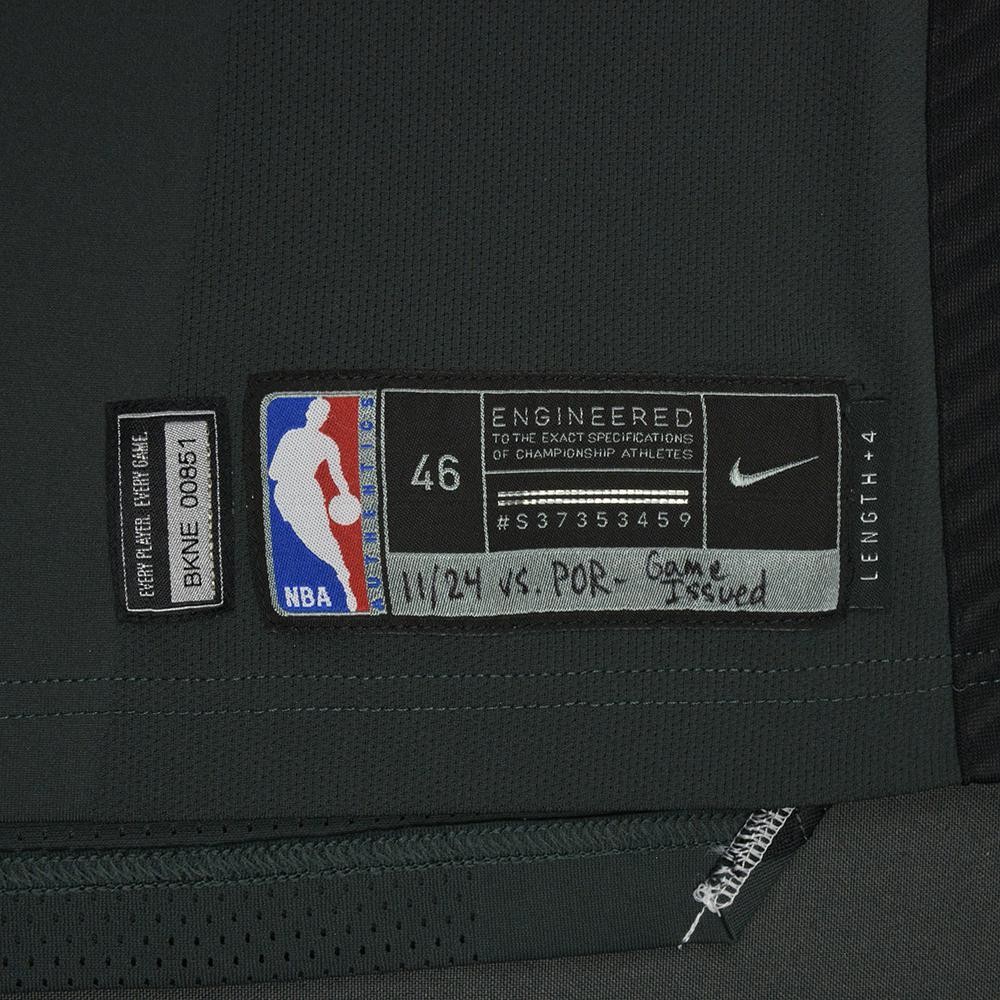 EVERY PLAYER. EVERY GAME.
BKNE 00851
NBA
AUTHENTICS
46
ENGINEERED
TO THE EXACT SPECIFICATIONS
OF CHAMPIONSHIP ATHLETES
#S37353459
11/24 vs. POR- Game
Issued
LENGTH+4